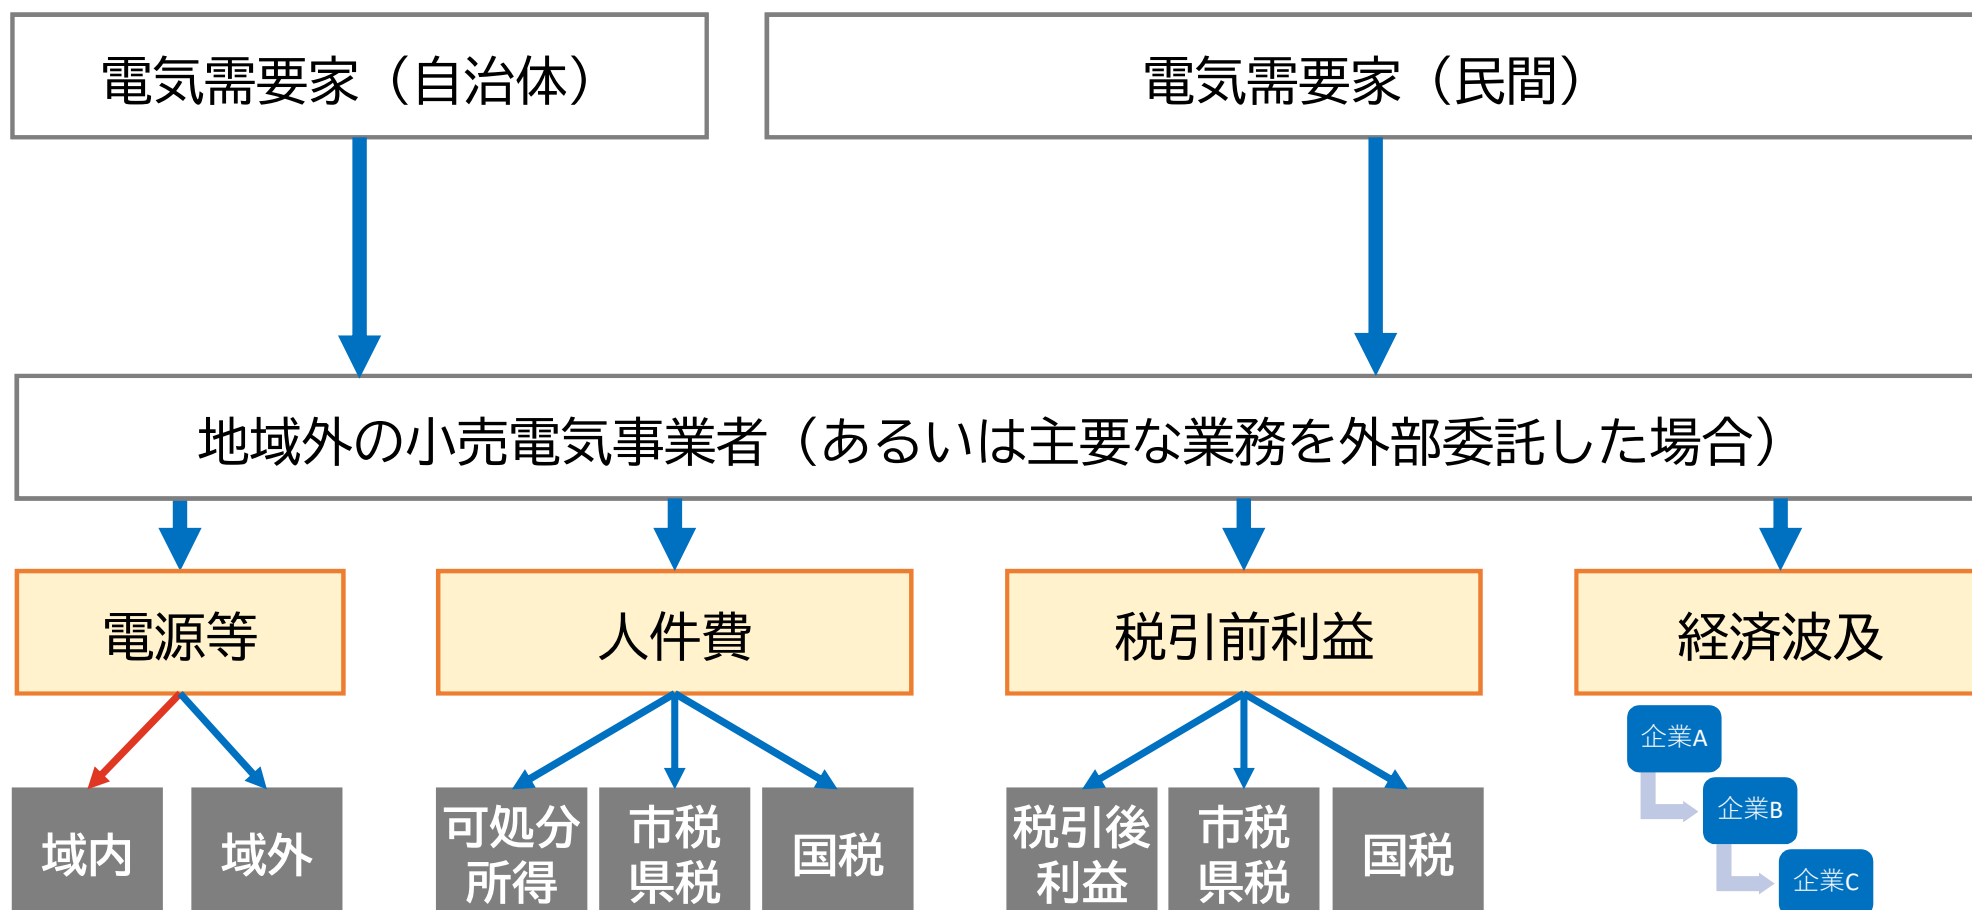 電気需要家（自治体）
電気需要家（民間）
地域外の小売電気事業者（あるいは主要な業務を外部委託した場合）
電源等
人件費
税引前利益
経済波及
域内
域外
可処分
所得
市税
県税
国税
税引後
利益
市税
県税
国税
企業A
企業B
企業C